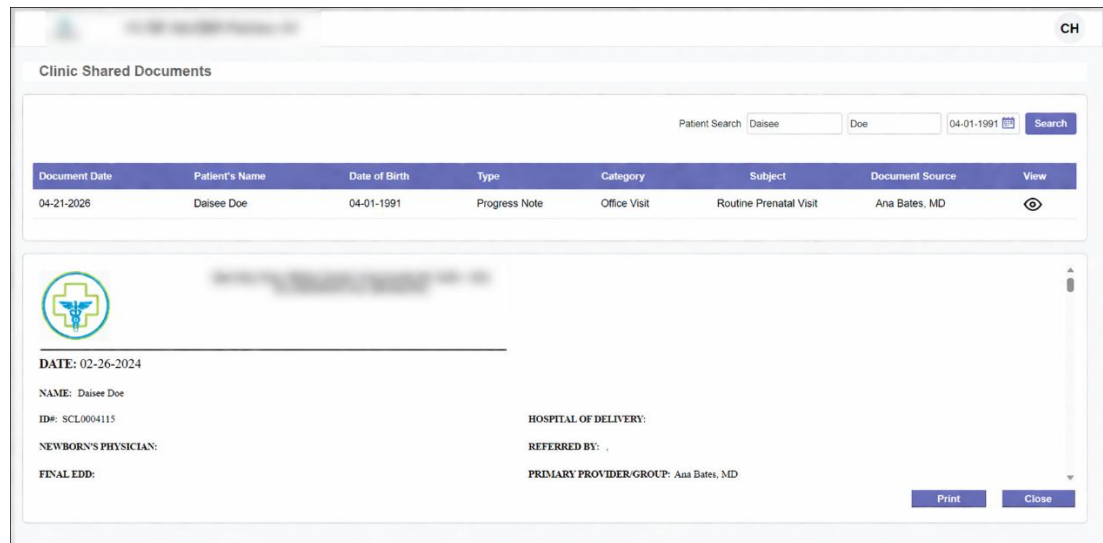 CH
Clinic Shared Documents
Patient Search Daisee Doe 04-01-1991 Search
Document Date Patient's Name Date of Birth Type Category Subject Document Source View
04-21-2026 Daisee Doe 04-01-1991 Progress Note Office Visit Routine Prenatal Visit Ana Bates, MD
DATE: 02-26-2024
NAME: Daisee Doe
ID#: SCL0004115 HOSPITAL OF DELIVERY:
NEWBORN'S PHYSICIAN: REFERRED BY: ,
FINAL EDD: PRIMARY PROVIDER/GROUP: Ana Bates, MD
Print Close